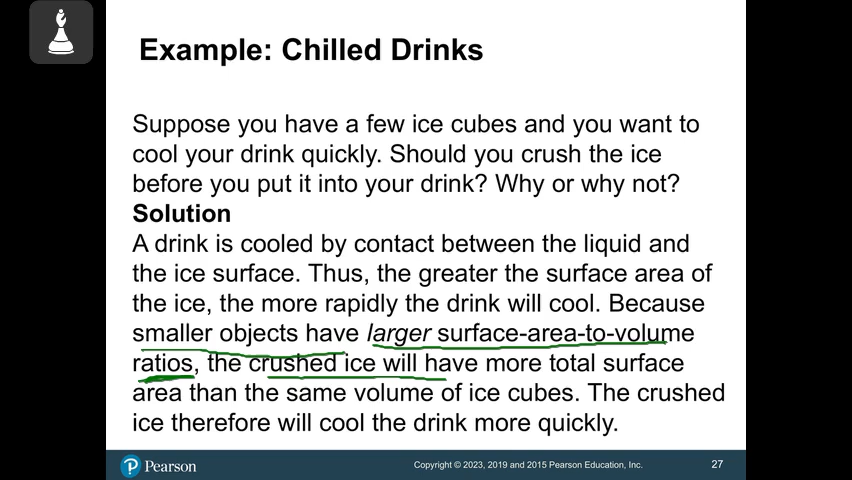 Example: Chilled Drinks
Suppose you have a few ice cubes and you want to
cool your drink quickly. Should you crush the ice
before you put it into your drink? Why or why not?
Solution
A drink is cooled by contact between the liquid and
the ice surface. Thus, the greater the surface area of
the ice, the more rapidly the drink will cool. Because
smaller objects have larger surface-area-to-volume
ratios, the crushed ice will have more total surface
area than the same volume of ice cubes. The crushed
ice therefore will cool the drink more quickly.
Pearson
Copyright © 2023, 2019 and 2015 Pearson Education, Inc.
27